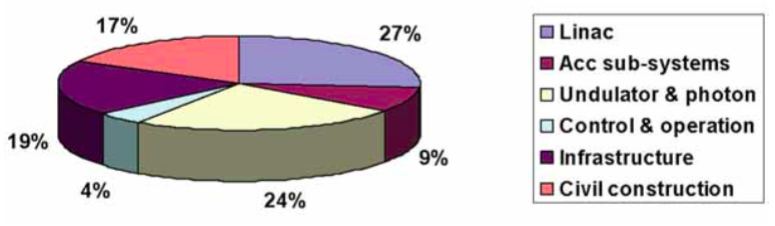 17%
27%
19%
9%
4%
24%
Linac
Acc sub-systems
Undulator & photon
Control & operation
Infrastructure
Civil construction